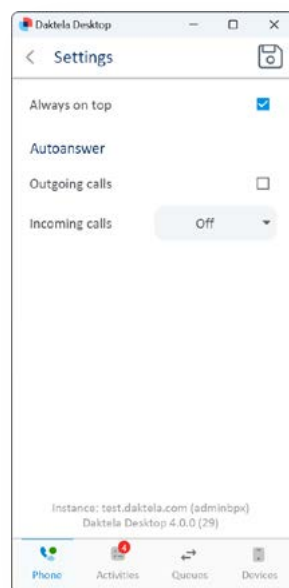 Daktela Desktop
Settings
Always on top
Autoanswer
Outgoing calls
Incoming calls Off
Instance: test.daktela.com (adminbpx)
Daktela Desktop 4.0.0 (29)
4
Phone Activities Queues Devices